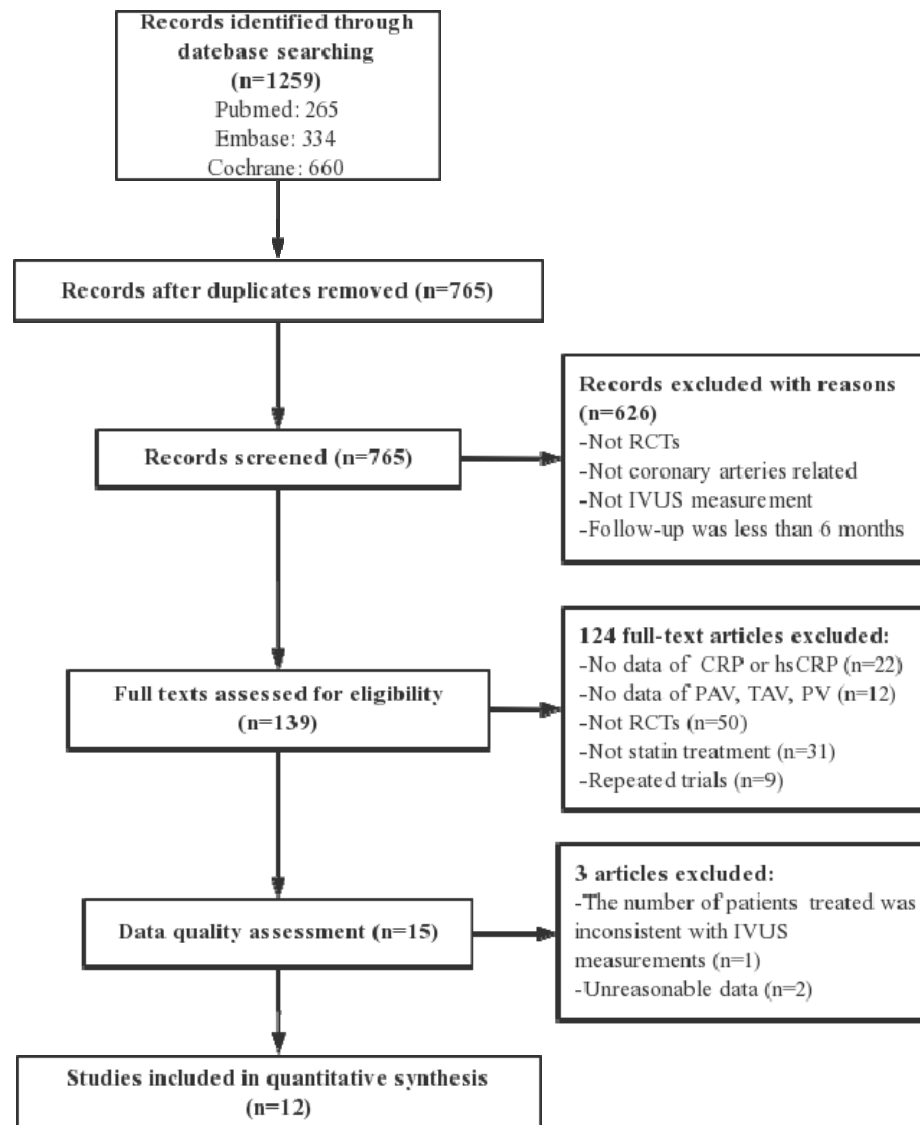 Records identified through
datebase searching
(n=1259)
Pubmed: 265
Embase: 334
Cochrane: 660
Records after duplicates removed (n=765)
Records screened (n=765)
Records excluded with reasons
(n=626)
-Not RCTs
-Not coronary arteries related
-Not IVUS measurement
-Follow-up was less than 6 months
Full texts assessed for eligibility
(n=139)
124 full-text articles excluded:
-No data of CRP or hsCRP (n=22)
-No data of PAV, TAV, PV (n=12)
-Not RCTs (n=50)
-Not statin treatment (n=31)
-Repeated trials (n=9)
Data quality assessment (n=15)
3 articles excluded:
-The number of patients treated was
inconsistent with IVUS
measurements (n=1)
-Unreasonable data (n=2)
Studies included in quantitative synthesis
(n=12)